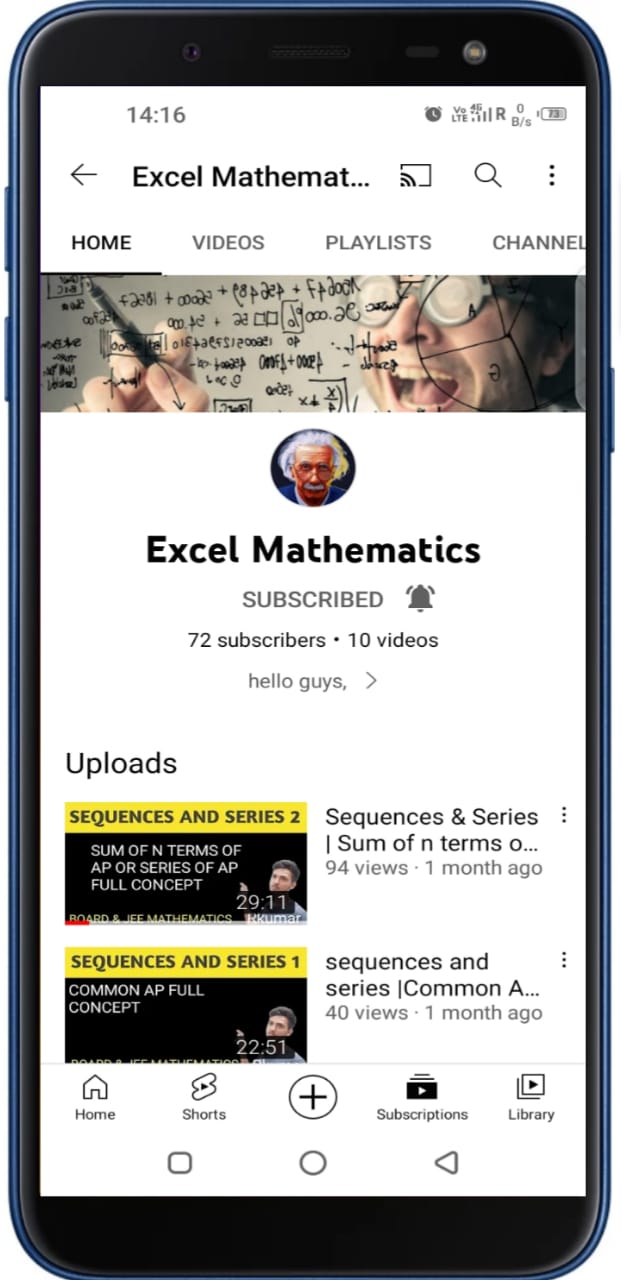 14:16
Vo LTE 4G R 0 B/s 73
Excel Mathemat...
HOME VIDEOS PLAYLISTS CHANNEL
Excel Mathematics
SUBSCRIBED
72 subscribers • 10 videos
hello guys,
Uploads
SEQUENCES AND SERIES 2
SUM OF N TERMS OF
AP OR SERIES OF AP
FULL CONCEPT
29:11
BOARD & JEE MATHEMATICS Rkumar
Sequences & Series
| Sum of n terms o...
94 views · 1 month ago
SEQUENCES AND SERIES 1
COMMON AP FULL
CONCEPT
22:51
BOARD & JEE MATHEMATICS
sequences and
series |Common A...
40 views · 1 month ago
Home Shorts Subscriptions Library